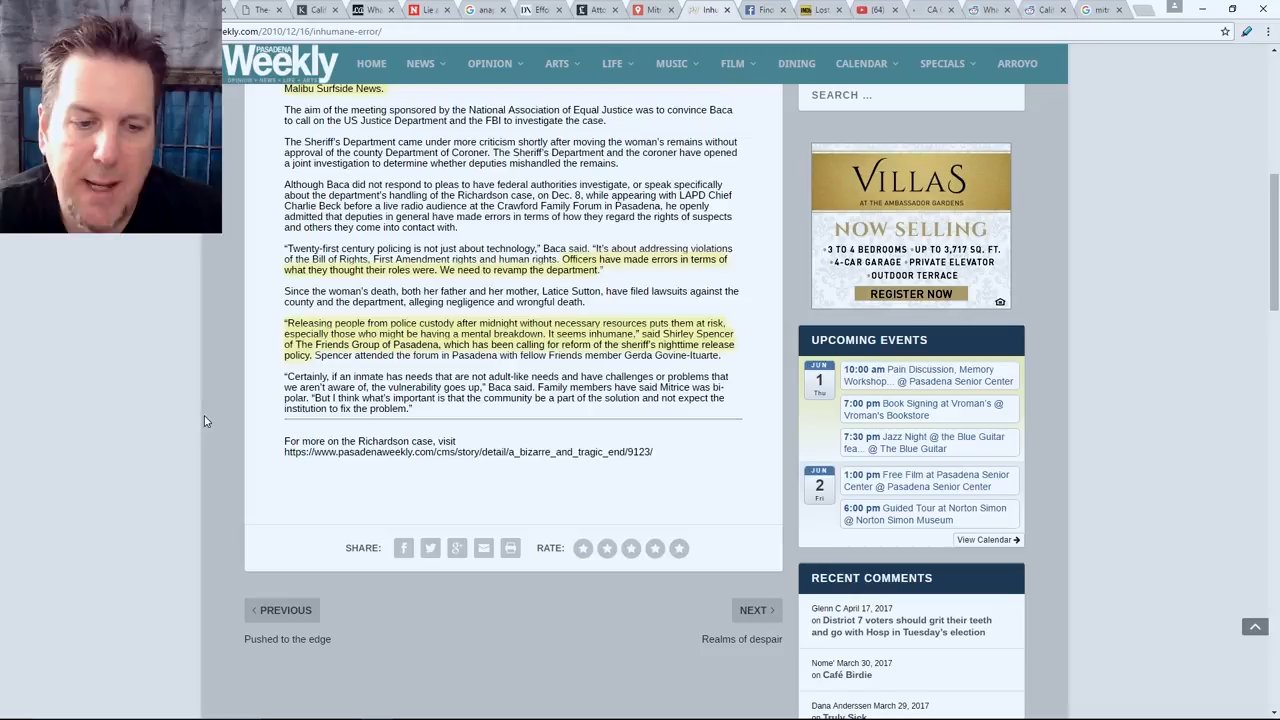 The
Kalif
Wha
Lie a
anap
Effo
Atto
Mitr
Inhu
Find
Lost
(64)
CA C
Whe
Calif
mitr
ekly.com/2010/12/16/inhumane-error/
PASADENA
Weekly
OPINION • NEWS • LIFE • ARTS
HOME NEWS OPINION ARTS LIFE MUSIC FILM DINING CALENDAR SPECIALS ARROYO
Malibu Surfside News.
The aim of the meeting sponsored by the National Association of Equal Justice was to convince Baca
to call on the US Justice Department and the FBI to investigate the case.
The Sheriff's Department came under more criticism shortly after moving the woman's remains without
approval of the county Department of Coroner. The Sheriff's Department and the coroner have opened
a joint investigation to determine whether deputies mishandled the remains.
Although Baca did not respond to pleas to have federal authorities investigate, or speak specifically
about the department's handling of the Richardson case, on Dec. 8, while appearing with LAPD Chief
Charlie Beck before a live radio audience at the Crawford Family Forum in Pasadena, he openly
admitted that deputies in general have made errors in terms of how they regard the rights of suspects
and others they come into contact with.
“Twenty-first century policing is not just about technology,” Baca said. “It's about addressing violations
of the Bill of Rights, First Amendment rights and human rights. Officers have made errors in terms of
what they thought their roles were. We need to revamp the department.”
Since the woman's death, both her father and her mother, Latice Sutton, have filed lawsuits against the
county and the department, alleging negligence and wrongful death.
“Releasing people from police custody after midnight without necessary resources puts them at risk,
especially those who might be having a mental breakdown. It seems inhumane.” said Shirley Spencer
of The Friends Group of Pasadena, which has been calling for reform of the sheriff's nighttime release
policy. Spencer attended the forum in Pasadena with fellow Friends member Gerda Govine-Ituarte.
“Certainly, if an inmate has needs that are not adult-like needs and have challenges or problems that
we aren't aware of, the vulnerability goes up,” Baca said. Family members have said Mitrice was bi-
polar. “But I think what's important is that the community be a part of the solution and not expect the
institution to fix the problem.”
For more on the Richardson case, visit
https://www.pasadenaweekly.com/cms/story/detail/a_bizarre_and_tragic_end/9123/
SHARE: RATE:
PREVIOUS NEXT
Pushed to the edge Realms of despair
SEARCH ...
VILLAS
AT THE AMBASSADOR GARDENS
NOW SELLING
•3 TO 4 BEDROOMS •UP TO 3,717 SQ. FT.
•4-CAR GARAGE •PRIVATE ELEVATOR
•OUTDOOR TERRACE
REGISTER NOW
UPCOMING EVENTS
JUN
1
Thu
10:00 am Pain Discussion, Memory
Workshop... @ Pasadena Senior Center
7:00 pm Book Signing at Vroman's @
Vroman's Bookstore
7:30 pm Jazz Night @ the Blue Guitar
fea... @ The Blue Guitar
JUN
2
Fri
1:00 pm Free Film at Pasadena Senior
Center @ Pasadena Senior Center
6:00 pm Guided Tour at Norton Simon
@ Norton Simon Museum
View Calendar
RECENT COMMENTS
Glenn C April 17, 2017
on District 7 voters should grit their teeth
and go with Hosp in Tuesday's election
Nome' March 30, 2017
on Café Birdie
Dana Anderssen March 29, 2017
on Truly Sick